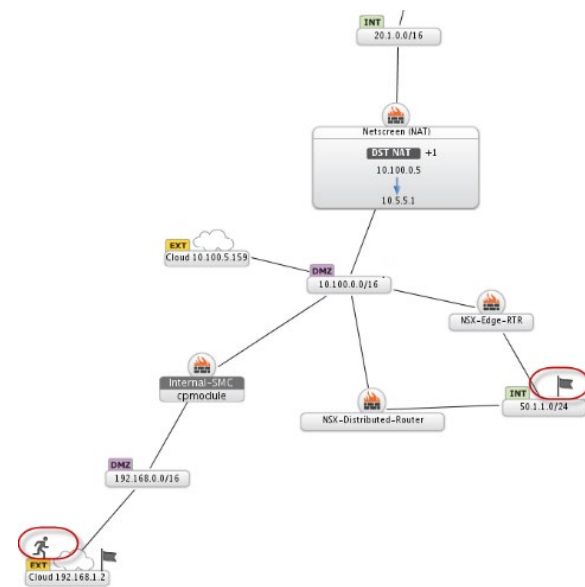 INT
20.1.0.0/16
Netscreen (NAT)
DST NAT +1
10.100.0.5
10.5.5.1
EXT
Cloud 10.100.5.159
DMZ
10.100.0.0/16
NSX-Edge-RTR
Internal-SMC
cpmodule
INT
50.1.1.0/24
NSX-Distributed-Router
DMZ
192.168.0.0/16
EXT
Cloud 192.168.1.2